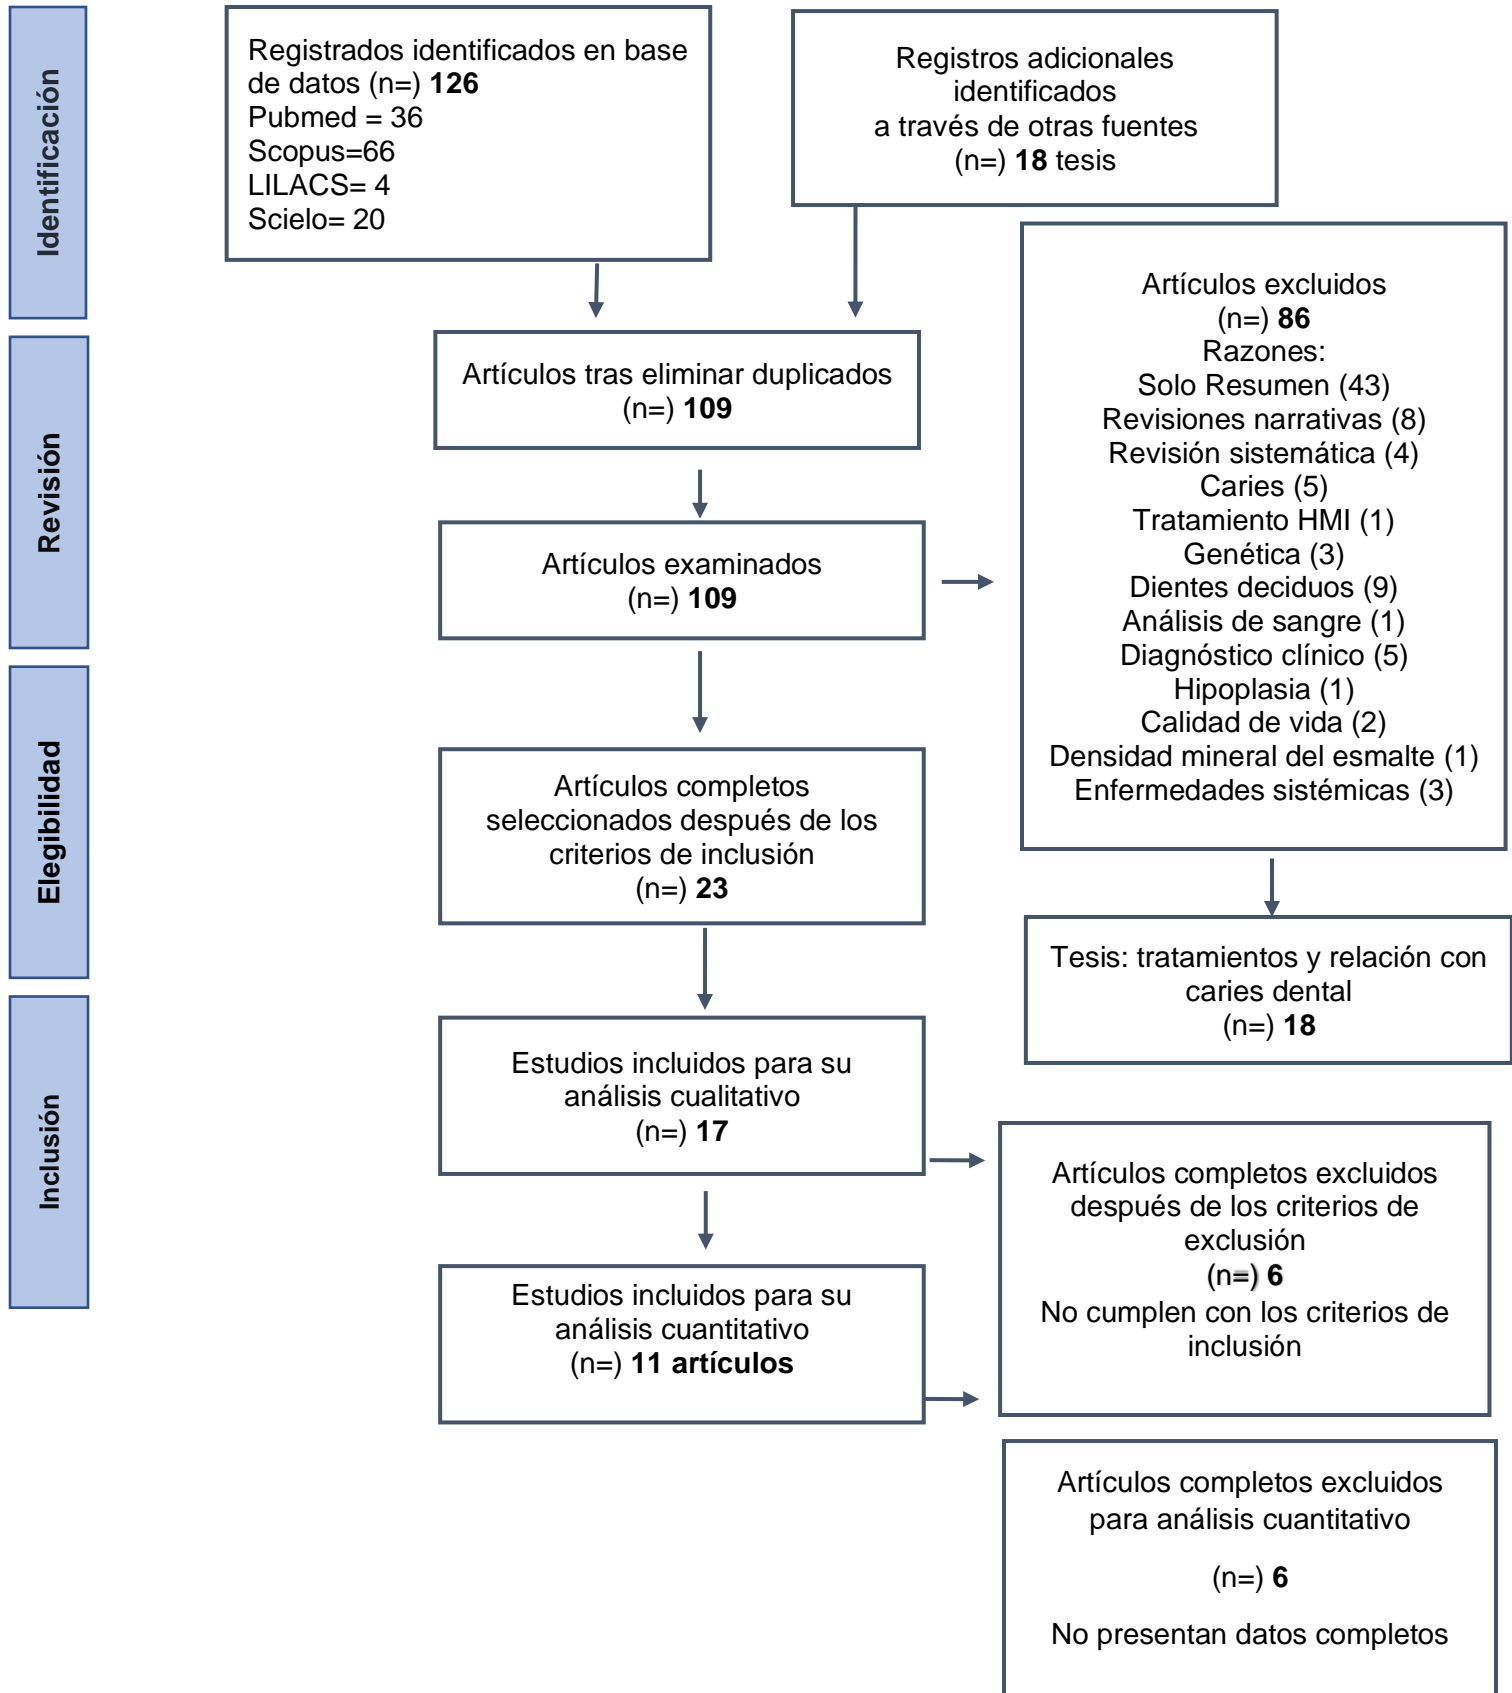 Identificación
Registrados identificados en base
de datos (n=) 126
Pubmed = 36
Scopus=66
LILACS= 4
Scielo= 20
Registros adicionales
identificados
a través de otras fuentes
(n=) 18 tesis
Artículos excluidos
(n=) 86
Razones:
Solo Resumen (43)
Revisiones narrativas (8)
Revisión sistemática (4)
Caries (5)
Tratamiento HMI (1)
Genética (3)
Dientes deciduos (9)
Análisis de sangre (1)
Diagnóstico clínico (5)
Hipoplasia (1)
Calidad de vida (2)
Densidad mineral del esmalte (1)
Enfermedades sistémicas (3)
Revisión
Artículos tras eliminar duplicados
(n=) 109
Artículos examinados
(n=) 109
Elegibilidad
Artículos completos
seleccionados después de los
criterios de inclusión
(n=) 23
Tesis: tratamientos y relación con
caries dental
(n=) 18
Inclusión
Estudios incluidos para su
análisis cualitativo
(n=) 17
Artículos completos excluidos
después de los criterios de
exclusión
(n=) 6
No cumplen con los criterios de
inclusión
Estudios incluidos para su
análisis cuantitativo
(n=) 11 artículos
Artículos completos excluidos
para análisis cuantitativo
(n=) 6
No presentan datos completos